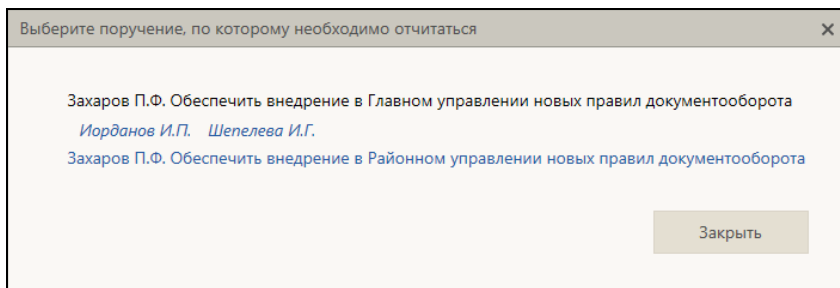 Выберите поручение, по которому необходимо отчитаться
Захаров П.Ф. Обеспечить внедрение в Главном управлении новых правил документооборота
Иорданов И.П. Шепелева И.Г.
Захаров П.Ф. Обеспечить внедрение в Районном управлении новых правил документооборота
Закрыть